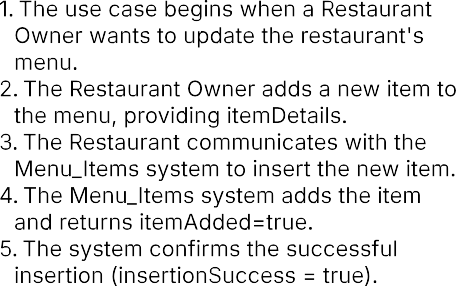 1. The use case begins when a Restaurant
Owner wants to update the restaurant's
menu.
2. The Restaurant Owner adds a new item to
the menu, providing itemDetails.
3. The Restaurant communicates with the
Menu_Items system to insert the new item.
4. The Menu_Items system adds the item
and returns itemAdded=true.
5. The system confirms the successful
insertion (insertionSuccess = true).